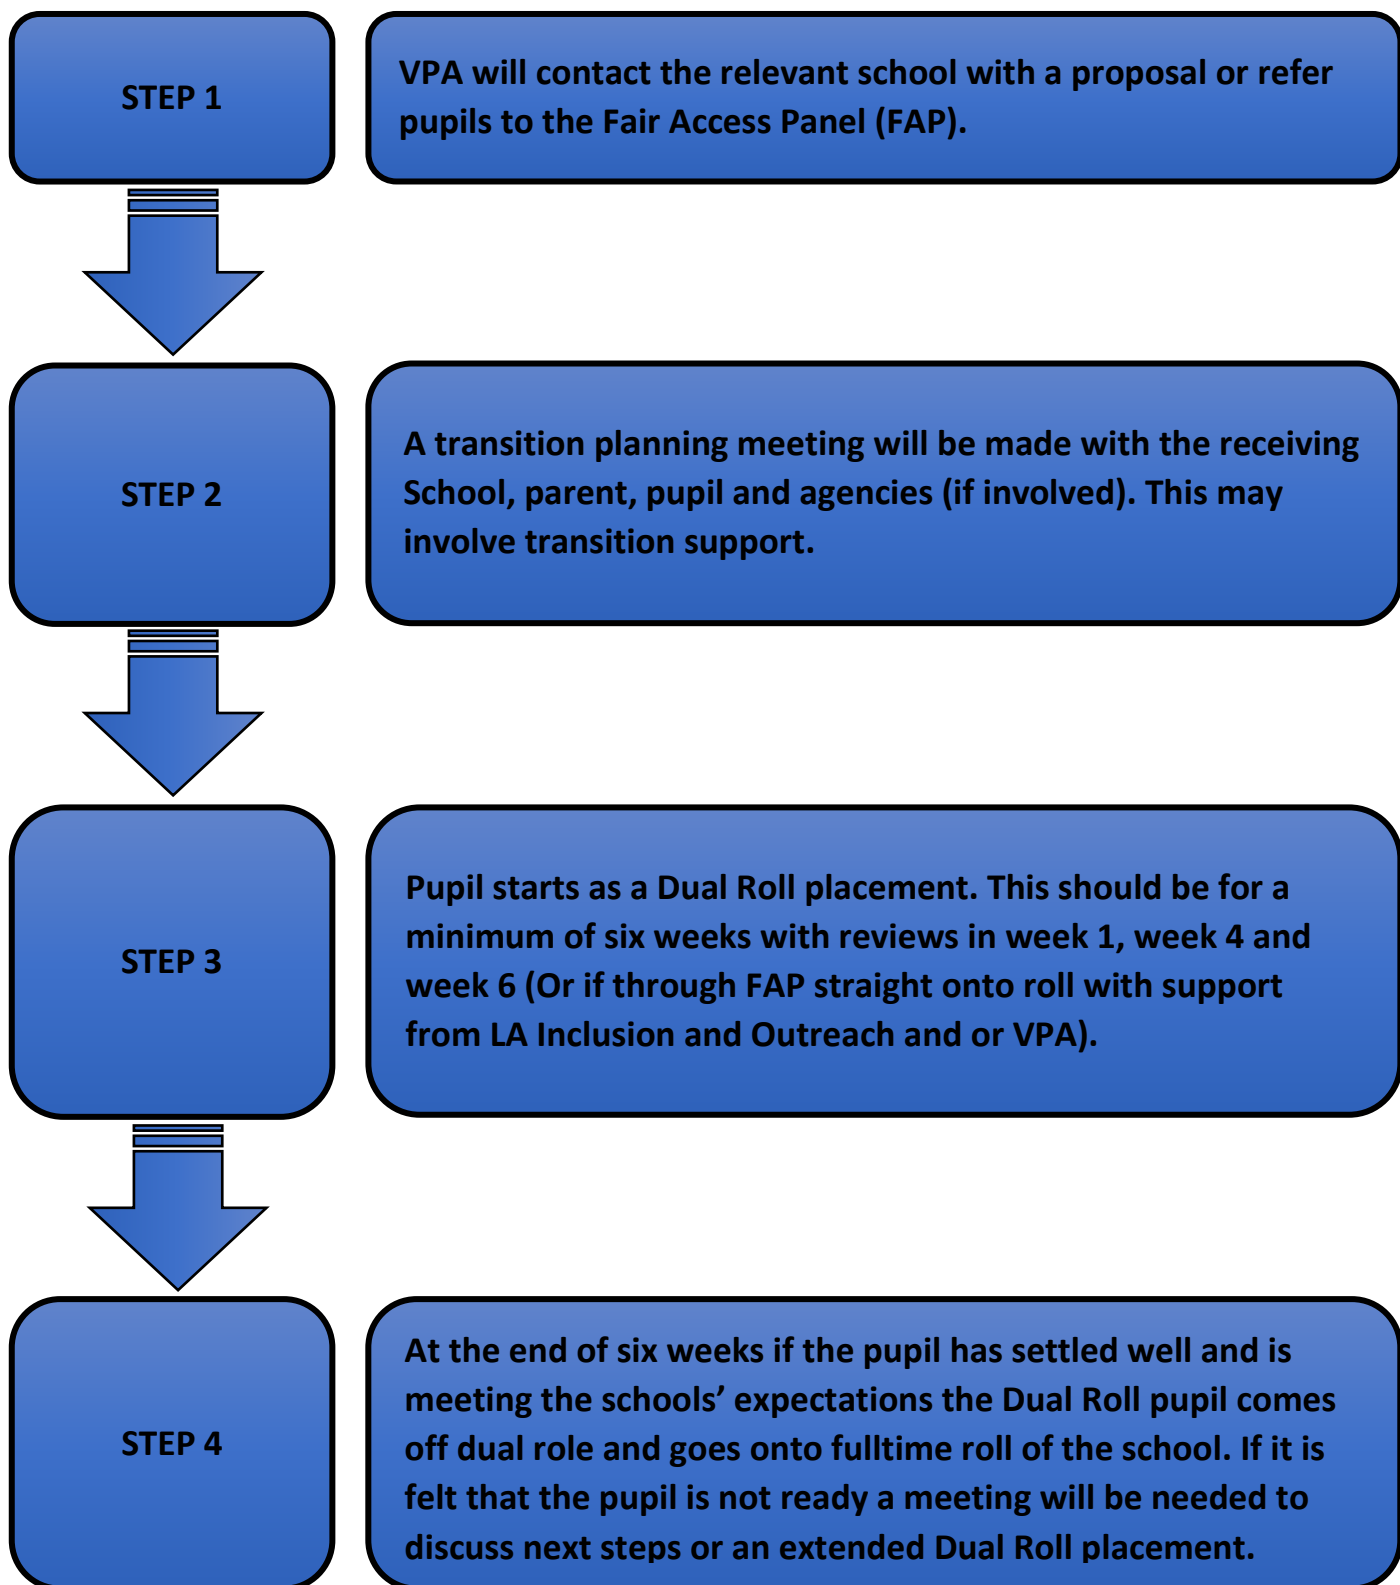 STEP 1
VPA will contact the relevant school with a proposal or refer
pupils to the Fair Access Panel (FAP).
STEP 2
A transition planning meeting will be made with the receiving
School, parent, pupil and agencies (if involved). This may
involve transition support.
STEP 3
Pupil starts as a Dual Roll placement. This should be for a
minimum of six weeks with reviews in week 1, week 4 and
week 6 (Or if through FAP straight onto roll with support
from LA Inclusion and Outreach and or VPA).
STEP 4
At the end of six weeks if the pupil has settled well and is
meeting the schools’ expectations the Dual Roll pupil comes
off dual role and goes onto fulltime roll of the school. If it is
felt that the pupil is not ready a meeting will be needed to
discuss next steps or an extended Dual Roll placement.